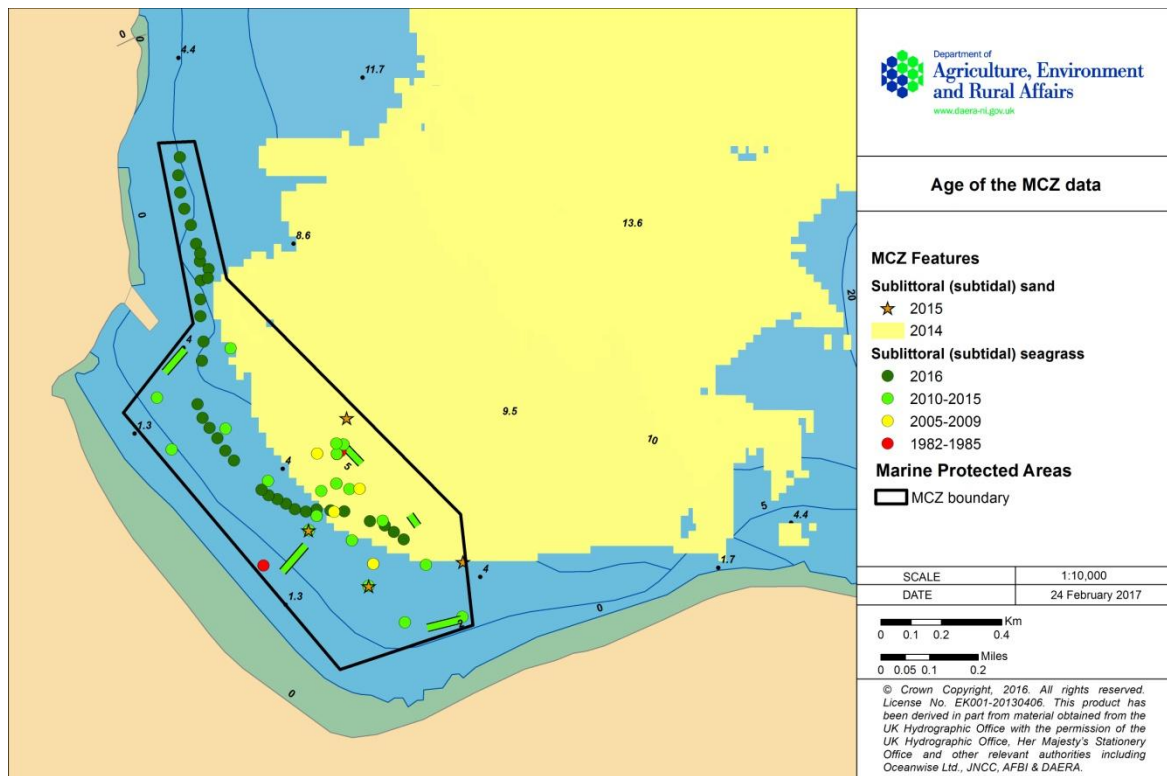 0
0
4.4
11.7
0
8.6
13.6
20
4
1.3
9.5
10
4
5
5
4.4
1.7
4
1.3
2
0
0
Department of
Agriculture, Environment
and Rural Affairs
www.daera-ni.gov.uk
Age of the MCZ data
MCZ Features
Sublittoral (subtidal) sand
2015
2014
Sublittoral (subtidal) seagrass
2016
2010-2015
2005-2009
1982-1985
Marine Protected Areas
MCZ boundary
SCALE 1:10,000
DATE 24 February 2017
Km
0 0.1 0.2 0.4
Miles
0 0.05 0.1 0.2
© Crown Copyright, 2016. All rights reserved.
License No. EK001-20130406. This product has
been derived in part from material obtained from the
UK Hydrographic Office with the permission of the
UK Hydrographic Office, Her Majesty's Stationery
Office and other relevant authorities including
Oceanwise Ltd., JNCC, AFBI & DAERA.